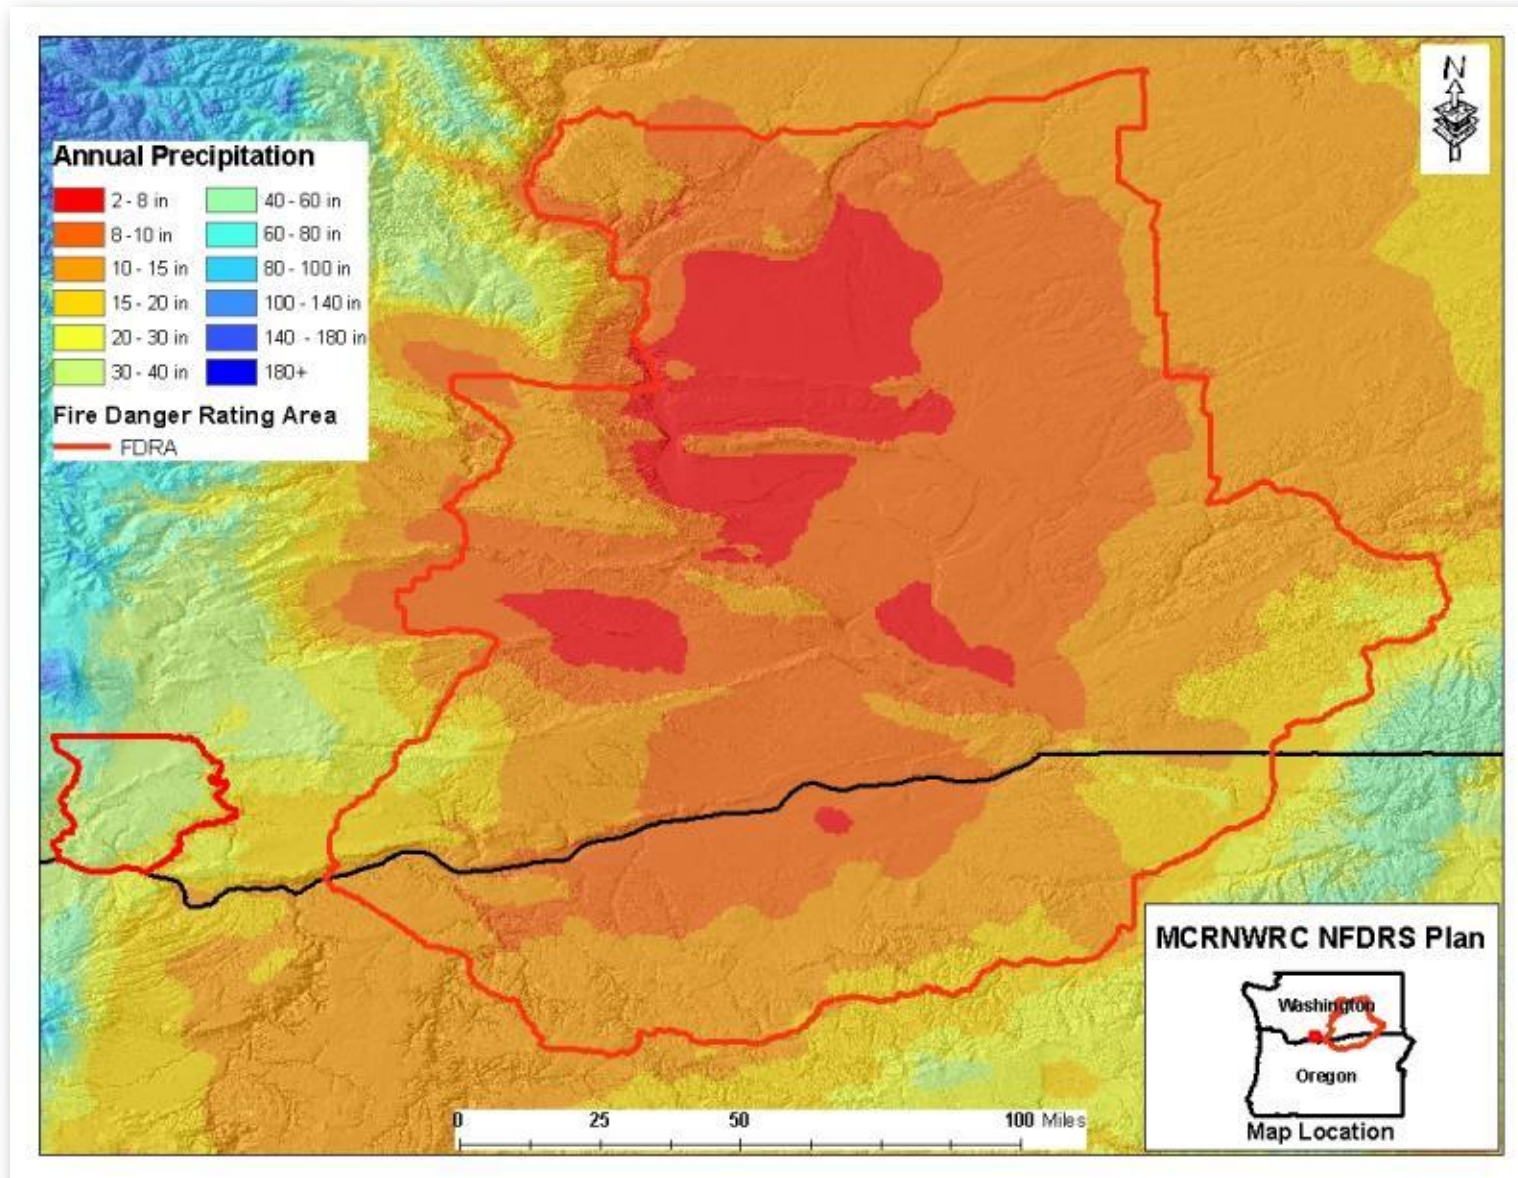 N
Annual Precipitation
2 - 8 in
8 - 10 in
10 - 15 in
15 - 20 in
20 - 30 in
30 - 40 in
40 - 60 in
60 - 80 in
80 - 100 in
100 - 140 in
140 - 180 in
180+
Fire Danger Rating Area
FDRA
MCRNWRC NFDRS Plan
Washington
Oregon
Map Location
0 25 50 100 Miles